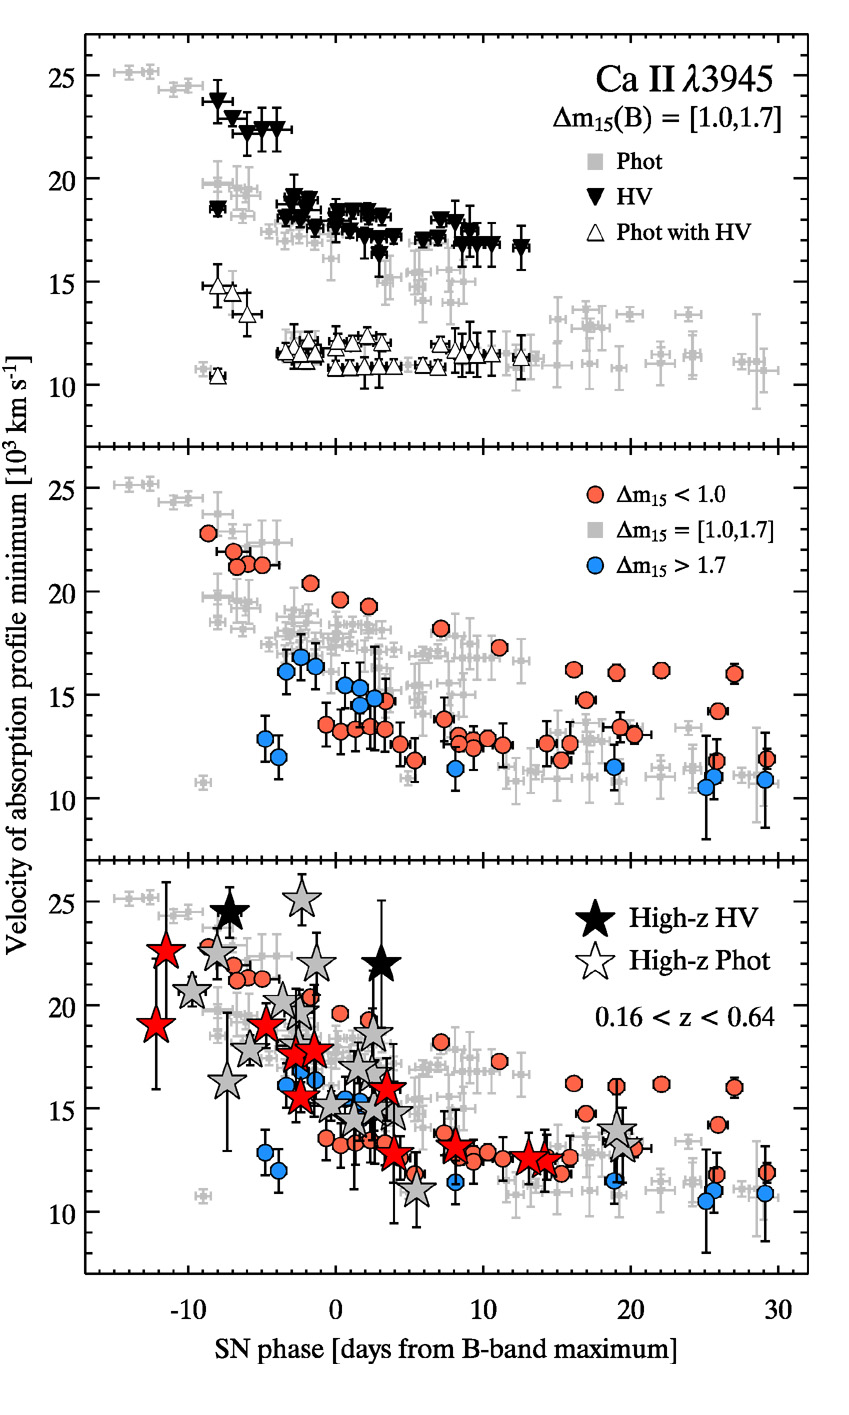 Ca II λ3945
Δm15(B) = [1.0,1.7]
Phot
HV
Phot with HV
25
20
15
10
Δm15 < 1.0
Δm15 = [1.0,1.7]
Δm15 > 1.7
25
20
15
10
High-z HV
High-z Phot
0.16 < z < 0.64
25
20
15
10
Velocity of absorption profile minimum [10³ km s⁻¹]
-10 0 10 20 30
SN phase [days from B-band maximum]